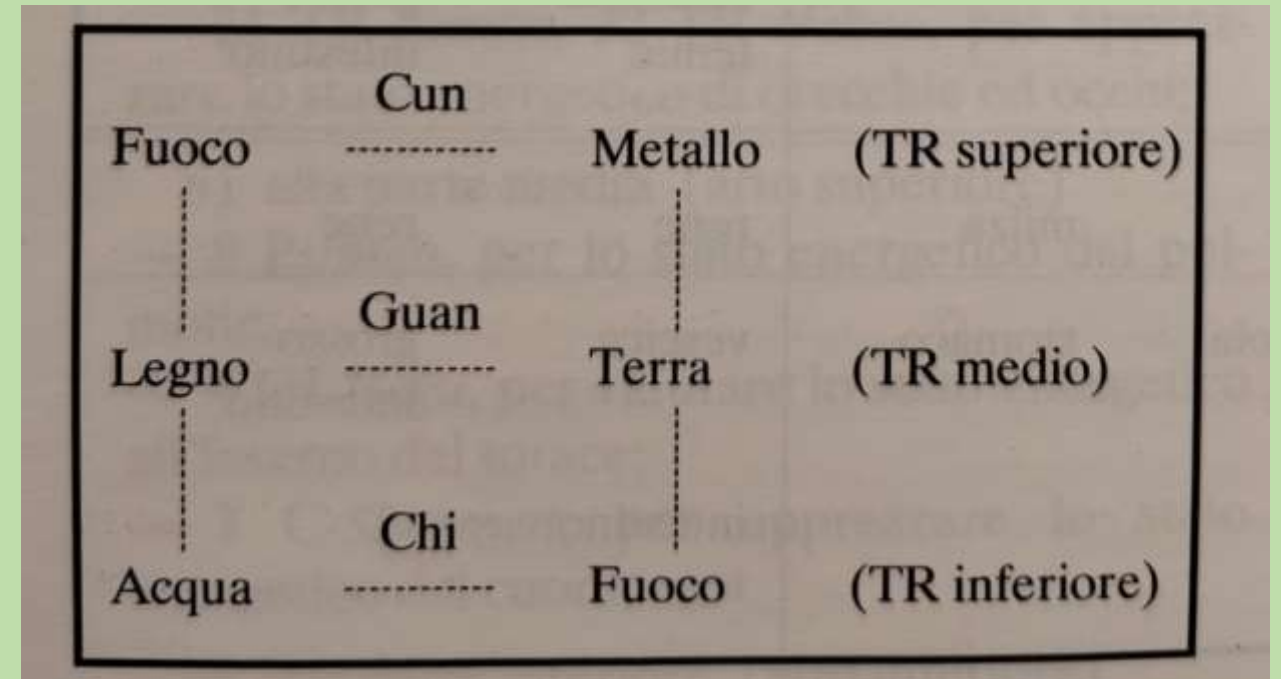 Cun
Fuoco ------------ Metallo (TR superiore)
Guan
Legno ------------ Terra (TR medio)
Chi
Acqua ------------ Fuoco (TR inferiore)